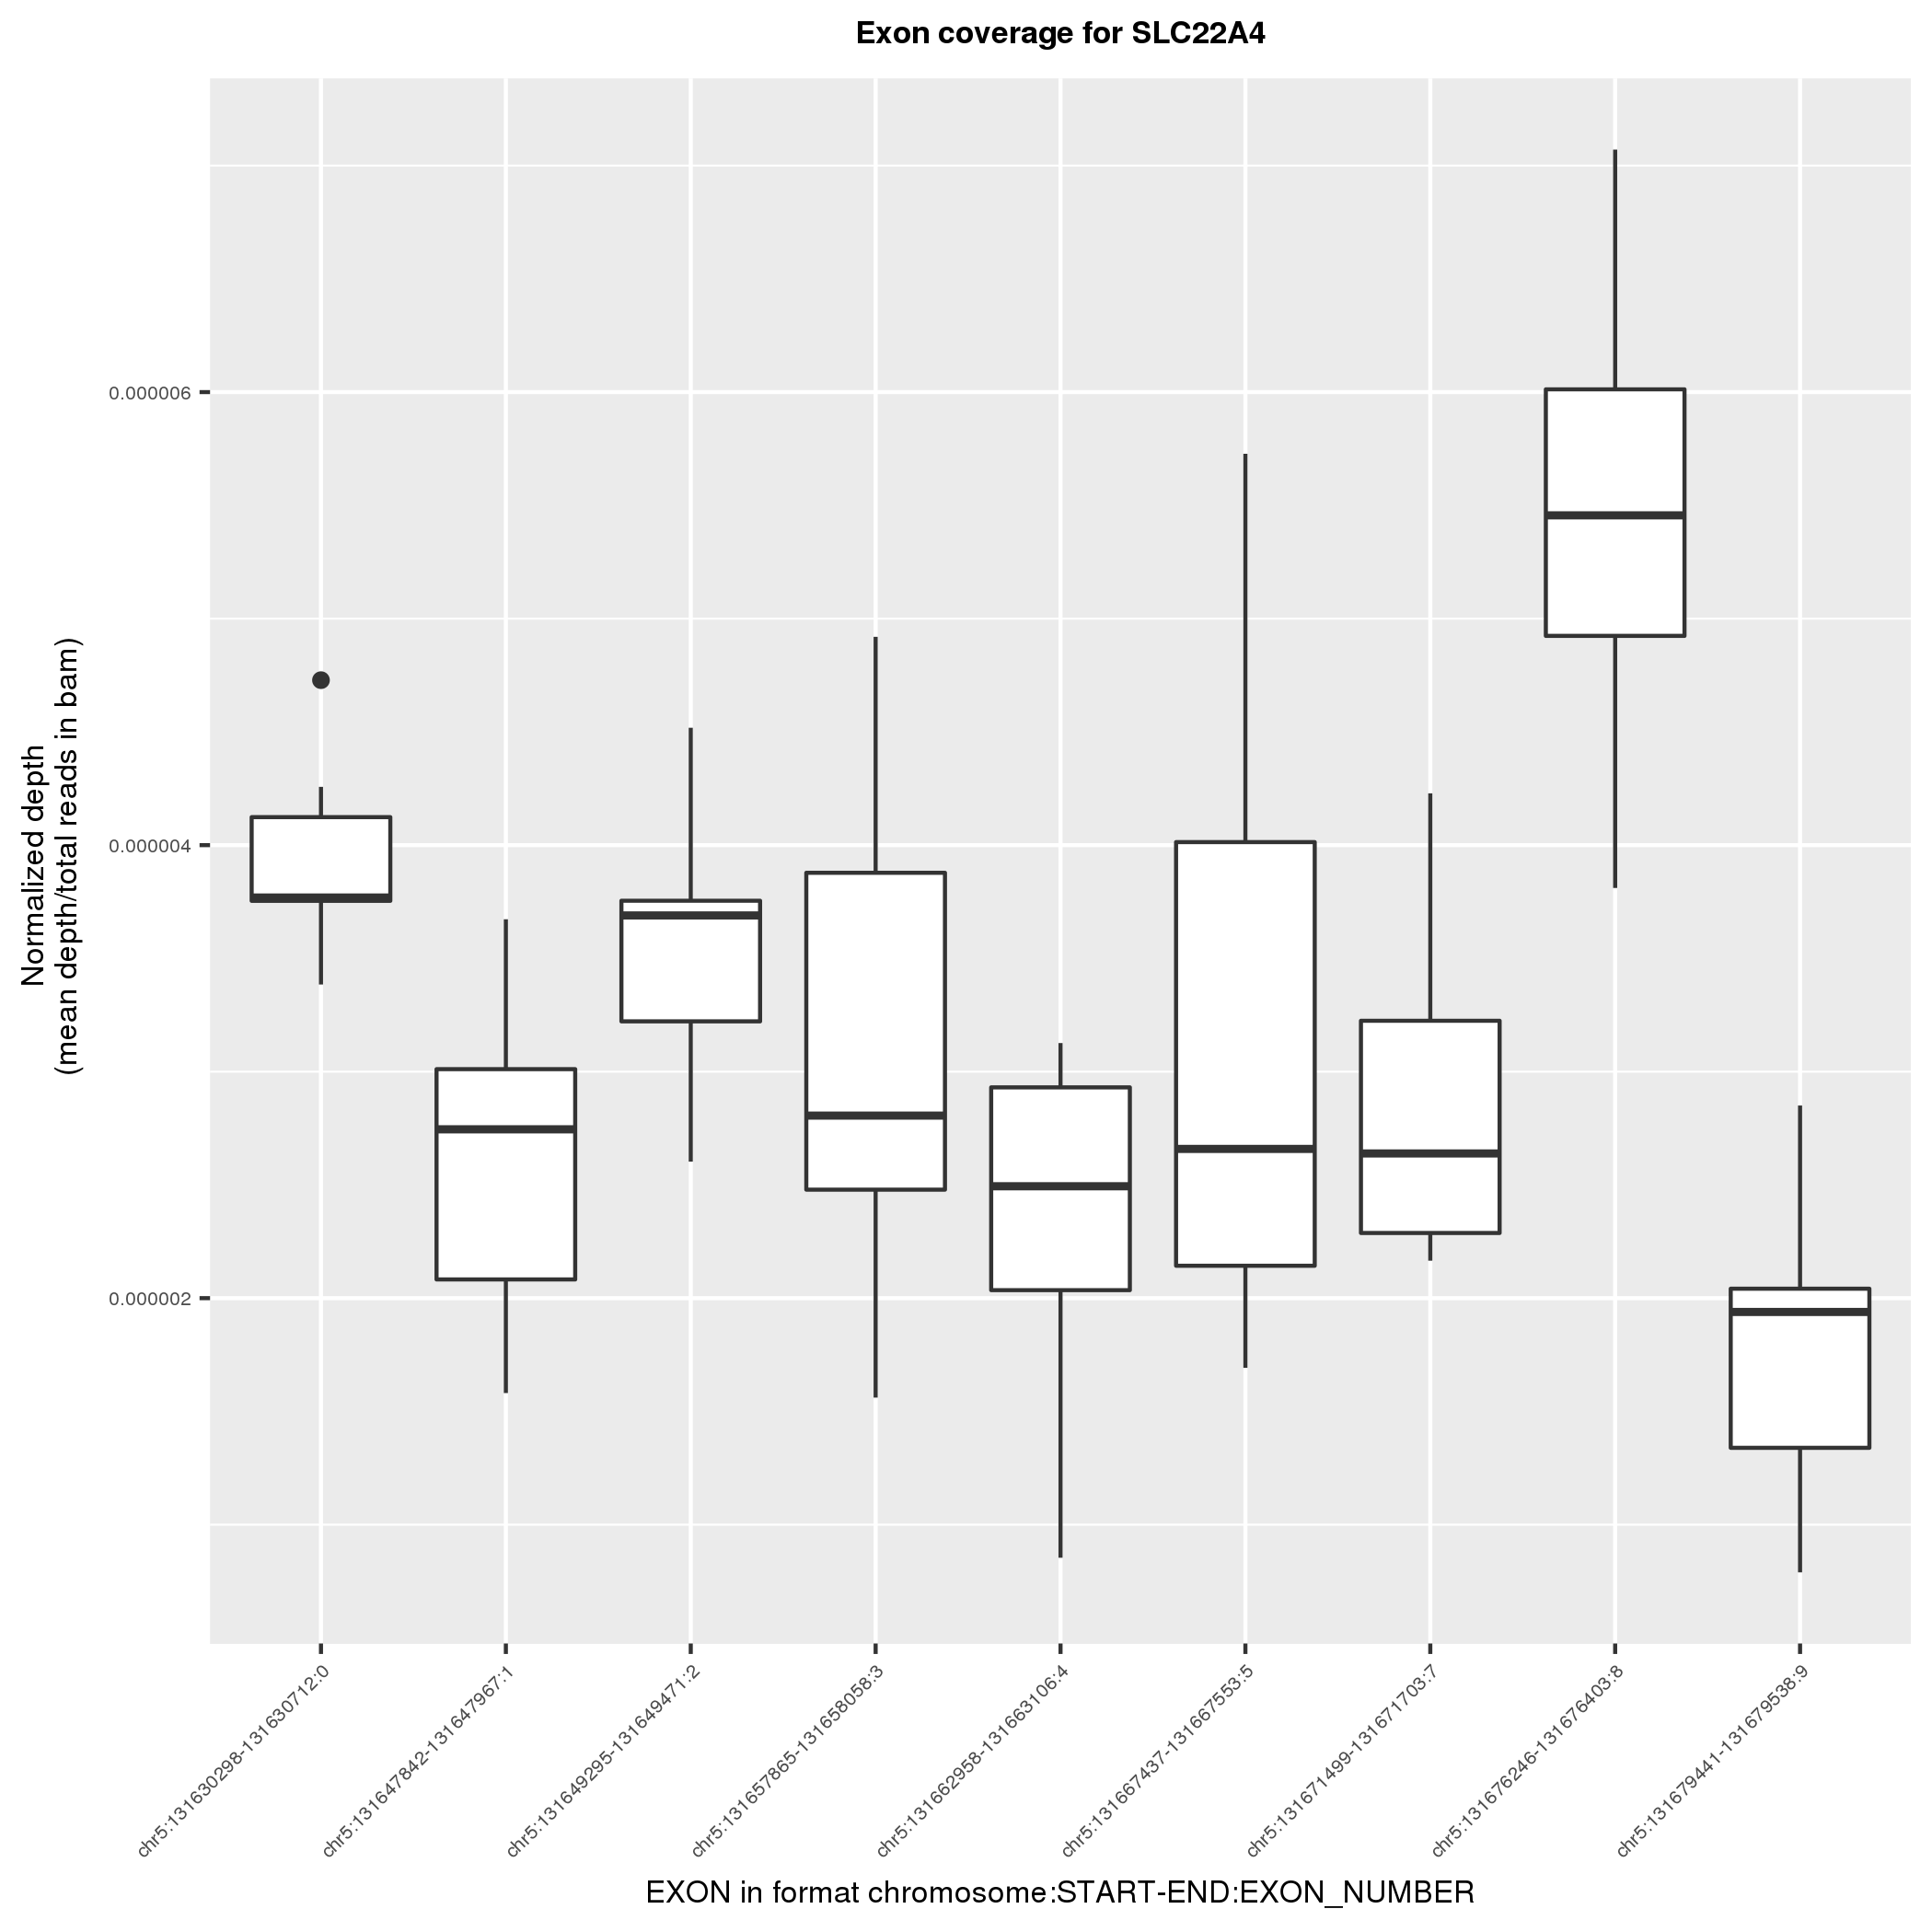 Exon coverage for SLC22A4
Normalized depth
(mean depth/total reads in bam)
0.000006
0.000004
0.000002
chr5:131630298-131630712:0
chr5:131647842-131647967:1
chr5:131649295-131649471:2
chr5:131657865-131658058:3
chr5:131662958-131663106:4
chr5:131667437-131667553:5
chr5:131671499-131671703:7
chr5:131676246-131676403:8
chr5:131679441-131679538:9
EXON in format chromosome:START-END:EXON_NUMBER